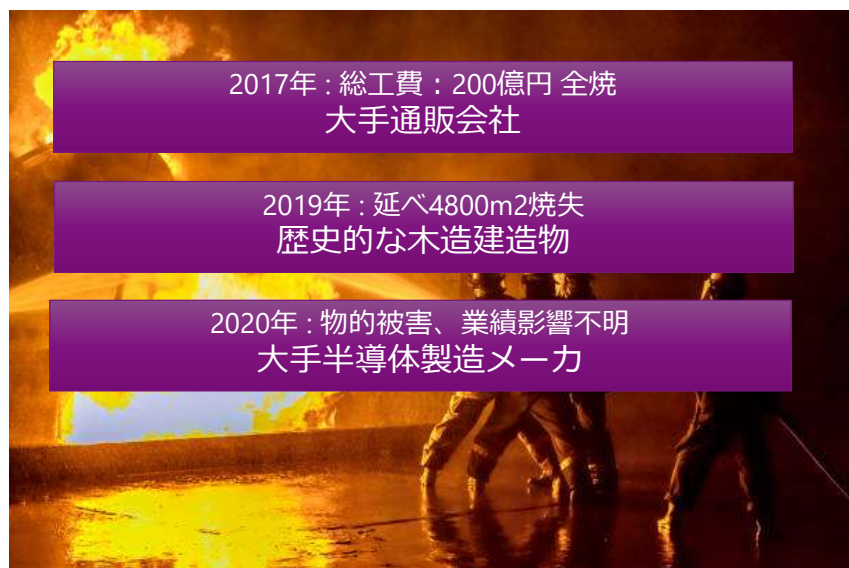 2017年 : 総工費：200億円 全焼
大手通販会社
2019年 : 延べ4800m2焼失
歴史的な木造建造物
2020年 : 物的被害、業績影響不明
大手半導体製造メーカ